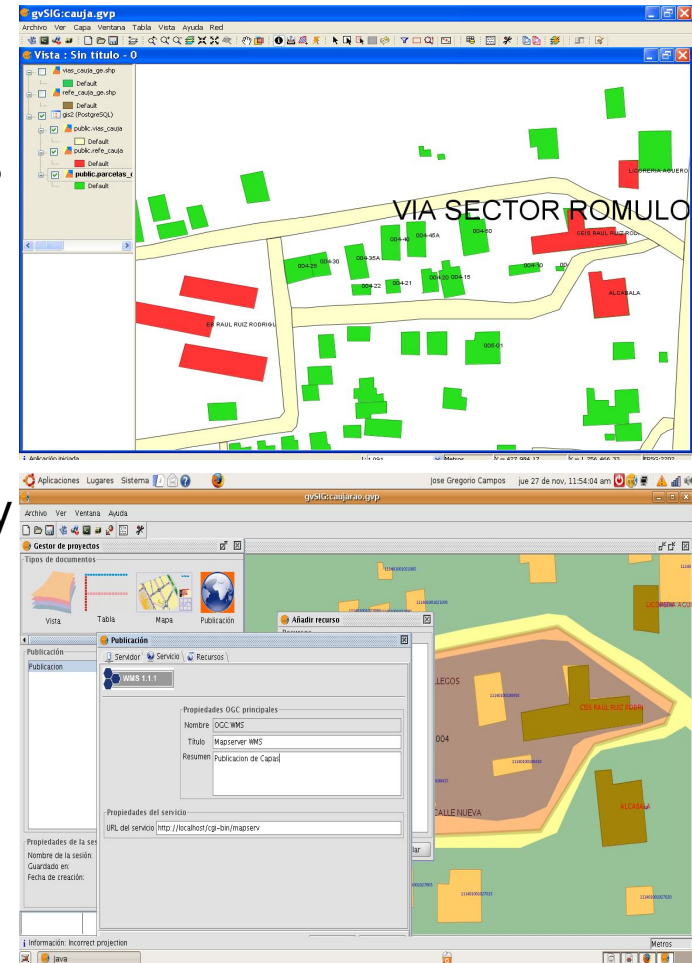 gvSIG:cauja.gvp
Archivo Ver Capa Ventana Tabla Vista Ayuda Red
Vista : Sin título - 0
vias_cauja_ge.shp
Default
refe_cauja_ge.shp
Default
gis2 (PostgreSQL)
public.vias_cauja
Default
public.refe_cauja
Default
public.parcelas_c
Default
LICORERIA AGUERO
VIA SECTOR ROMULO
004-40
004-45A
004-50
CEIS RAUL RUIZ ROD
004-25
004-30
004-35A
004-22
004-21
004-20
004-15
004-10
ALCABALA
EB RAUL RUIZ RODRIGU
005-01
Aplicación iniciada
Metros
EPSG:2202
y
Aplicaciones Lugares Sistema
Jose Gregorio Campos
jue 27 de nov, 11:54:04 am
gvSIG:caujarao.gvp
Archivo Ver Ventana Ayuda
Gestor de proyectos
Tipos de documentos
Vista
Tabla
Mapa
Publicación
Añadir recurso
Publicación
Publicacion
Publicación
Servidor
Servicio
Recursos
WMS 1.1.1
Propiedades OGC principales
Nombre OGC:WMS
Título Mapserver WMS
Resumen Publicacion de Capas
Propiedades del servicio
URL del servicio http://localhost/cgi-bin/mapserv
Propiedades de la ses
Nombre de la sesión:
Guardado en:
Fecha de creación:
LEGOS
004
CEIS RAUL RUIZ RODRI
ALCABALA
CALLE NUEVA
lar
Información: Incorrect projection
Metros
Java